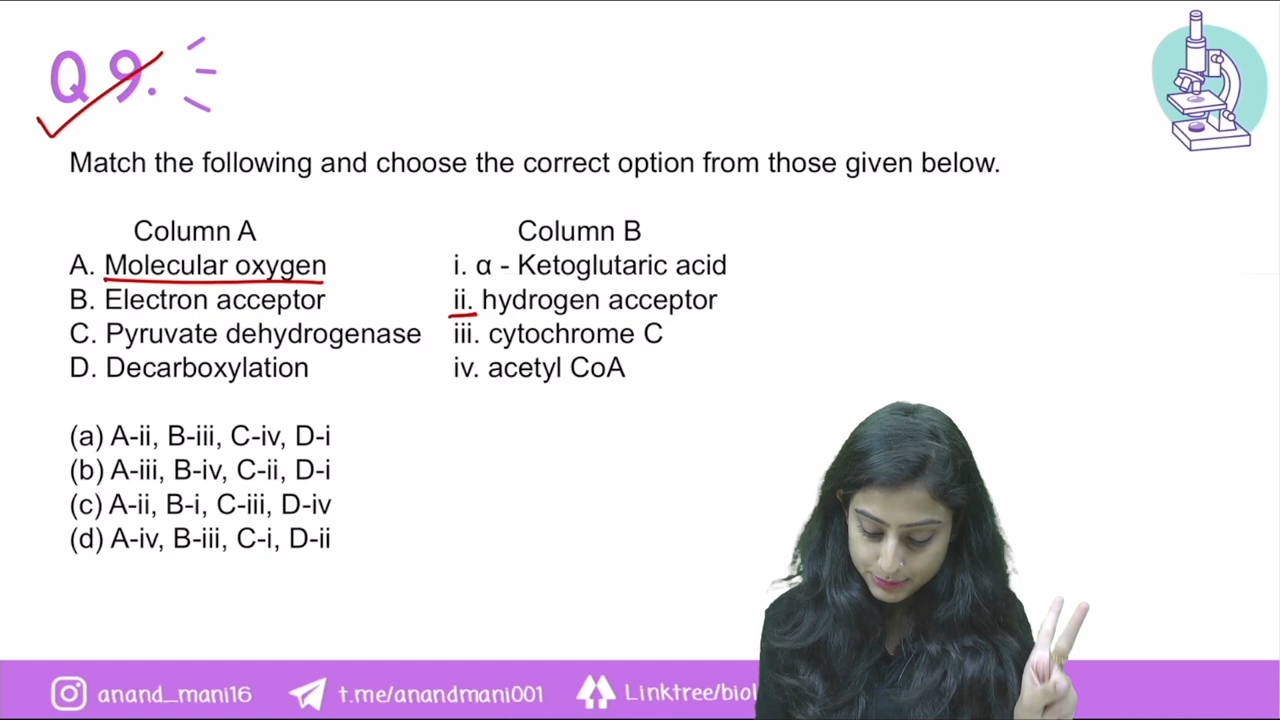 Q 9.
Match the following and choose the correct option from those given below.
Column A Column B
A. Molecular oxygen i. α - Ketoglutaric acid
B. Electron acceptor ii. hydrogen acceptor
C. Pyruvate dehydrogenase iii. cytochrome C
D. Decarboxylation iv. acetyl CoA
(a) A-ii, B-iii, C-iv, D-i
(b) A-iii, B-iv, C-ii, D-i
(c) A-ii, B-i, C-iii, D-iv
(d) A-iv, B-iii, C-i, D-ii
anand_mani16 t.me/anandmani001 Linktree/biol